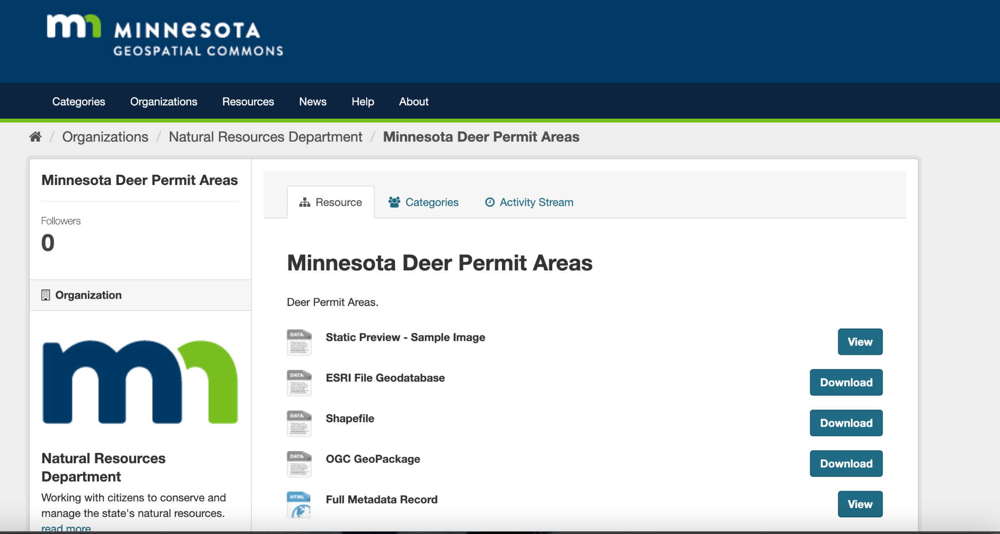 mn MINNESOTA
GEOSPATIAL COMMONS
Categories Organizations Resources News Help About
/ Organizations / Natural Resources Department / Minnesota Deer Permit Areas
Minnesota Deer Permit Areas
Followers
0
Organization
mn
Natural Resources
Department
Working with citizens to conserve and
manage the state's natural resources.
read more
Resource Categories Activity Stream
Minnesota Deer Permit Areas
Deer Permit Areas.
DATA Static Preview - Sample Image View
DATA ESRI File Geodatabase Download
DATA Shapefile Download
DATA OGC GeoPackage Download
HTML Full Metadata Record View